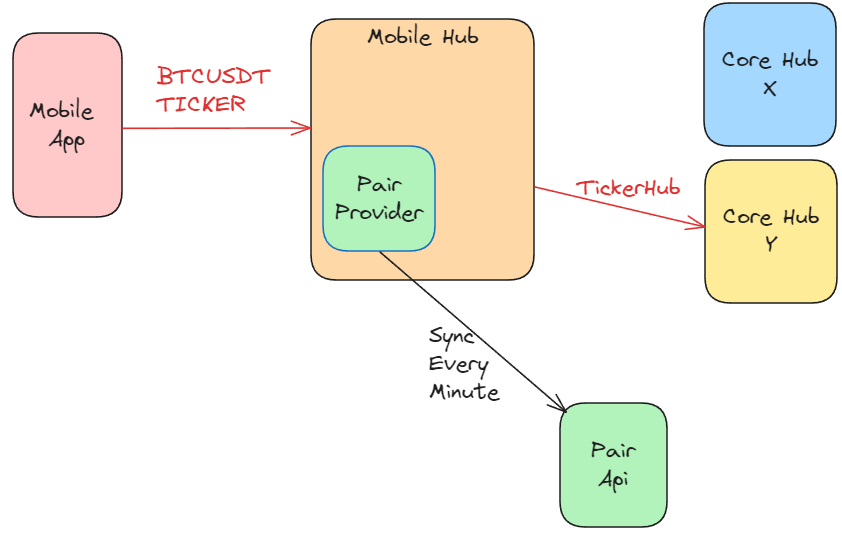 Mobile Hub
Core Hub
X
BTCUSDT
TICKER
Mobile
App
Pair
Provider
TickerHub
Core Hub
Y
Sync
Every
Minute
Pair
Api